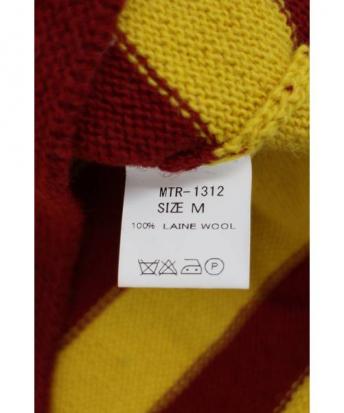 MTR-1312
SIZE M
100% LAINE WOOL
P